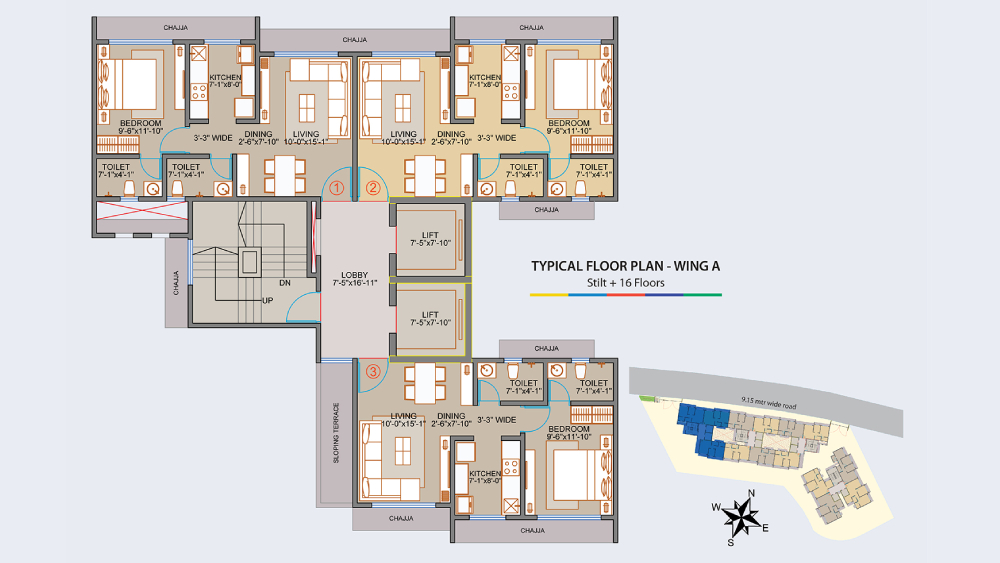 CHAJJA
CHAJJA
CHAJJA
KITCHEN
7'-1"x8'-0"
BEDROOM
9'-6"x11'-10"
3'-3" WIDE
DINING
2'-6"x7'-10"
LIVING
10'-0"x15'-1"
LIVING
10'-0"x15'-1"
DINING
2'-6"x7'-10"
KITCHEN
7'-1"x8'-0"
3'-3" WIDE
BEDROOM
9'-6"x11'-10"
TOILET
7'-1"x4'-1"
TOILET
7'-1"x4'-1"
1
2
TOILET
7'-1"x4'-1"
TOILET
7'-1"x4'-1"
CHAJJA
CHAJJA
DN
UP
LOBBY
7'-5"x16'-11"
LIFT
7'-5"x7'-10"
LIFT
7'-5"x7'-10"
TYPICAL FLOOR PLAN - WING A
Stilt + 16 Floors
CHAJJA
3
TOILET
7'-1"x4'-1"
TOILET
7'-1"x4'-1"
SLOPING TERRACE
LIVING
10'-0"x15'-1"
DINING
2'-6"x7'-10"
3'-3" WIDE
BEDROOM
9'-6"x11'-10"
KITCHEN
7'-1"x8'-0"
CHAJJA
CHAJJA
9.15 mtr wide road
N
W
E
S